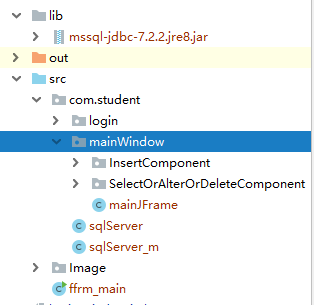 lib
mssql-jdbc-7.2.2.jre8.jar
out
src
com.student
login
mainWindow
InsertComponent
SelectOrAlterOrDeleteComponent
mainJFrame
sqlServer
sqlServer_m
Image
ffrm_main